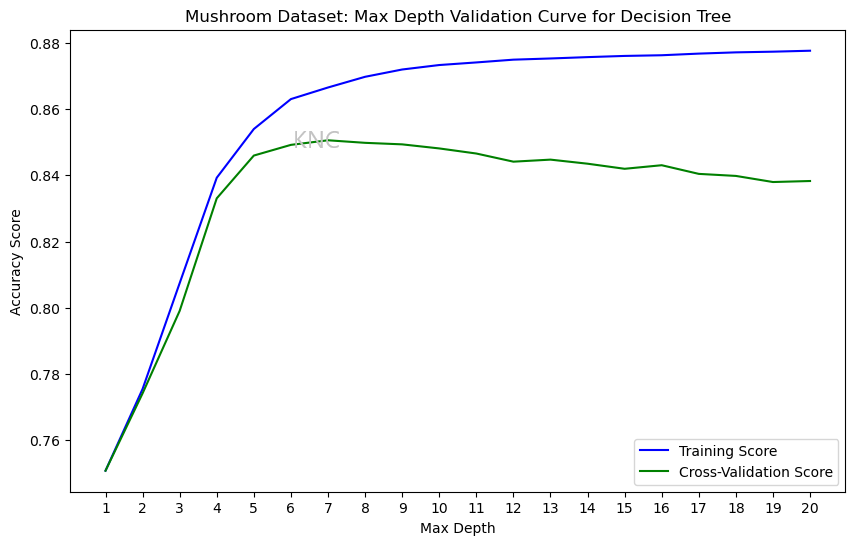 Mushroom Dataset: Max Depth Validation Curve for Decision Tree
0.88
0.86
0.84
0.82
0.80
0.78
0.76
Accuracy Score
KNC
Training Score
Cross-Validation Score
1 2 3 4 5 6 7 8 9 10 11 12 13 14 15 16 17 18 19 20
Max Depth